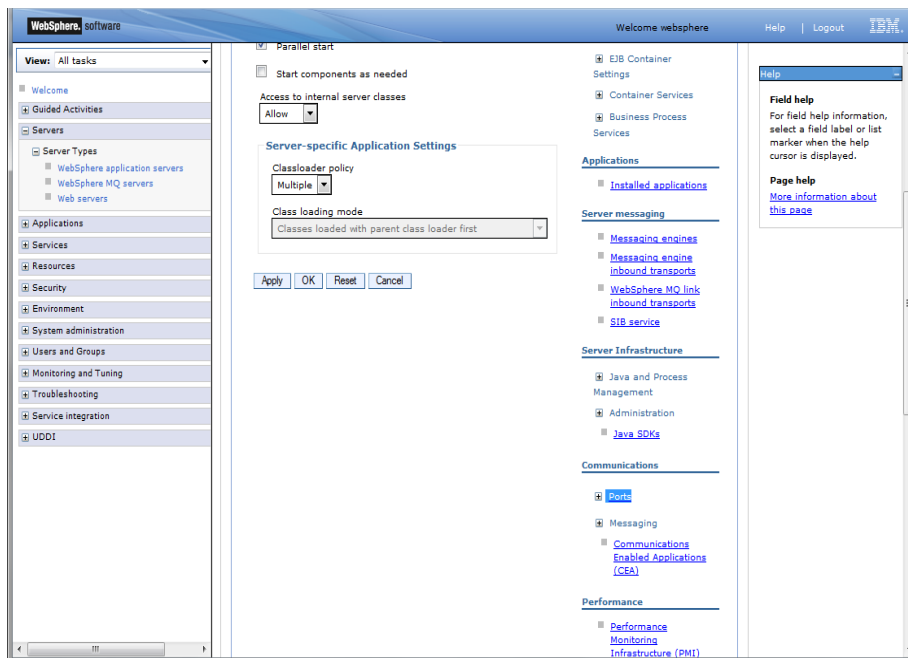 WebSphere. software
Welcome websphere
Help | Logout
IBM.
View: All tasks
Welcome
Guided Activities
Servers
Server Types
WebSphere application servers
WebSphere MQ servers
Web servers
Applications
Services
Resources
Security
Environment
System administration
Users and Groups
Monitoring and Tuning
Troubleshooting
Service integration
UDDI
Parallel start
Start components as needed
Access to internal server classes
Allow
Server-specific Application Settings
Classloader policy
Multiple
Class loading mode
Classes loaded with parent class loader first
Apply OK Reset Cancel
EJB Container
Settings
Container Services
Business Process
Services
Applications
Installed applications
Server messaging
Messaging engines
Messaging engine
inbound transports
WebSphere MQ link
inbound transports
SIB service
Server Infrastructure
Java and Process
Management
Administration
Java SDKs
Communications
Ports
Messaging
Communications
Enabled Applications
(CEA)
Performance
Performance
Monitoring
Infrastructure (PMI)
Help
Field help
For field help information,
select a field label or list
marker when the help
cursor is displayed.
Page help
More information about
this page